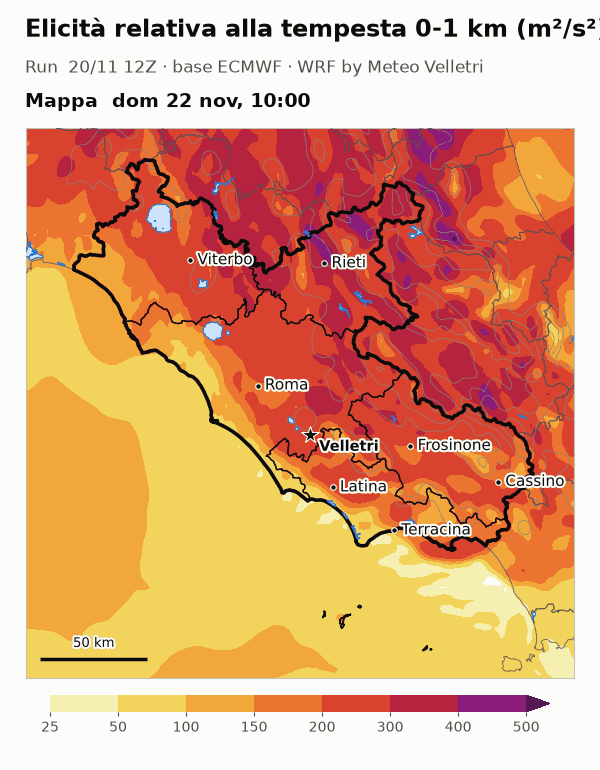 Elicità relativa alla tempesta 0-1 km (m²/s²)
Run 20/11 12Z · base ECMWF · WRF by Meteo Velletri
Mappa dom 22 nov, 10:00
Viterbo
Rieti
Roma
Velletri
Frosinone
Cassino
Latina
Terracina
50 km
25 50 100 150 200 300 400 500